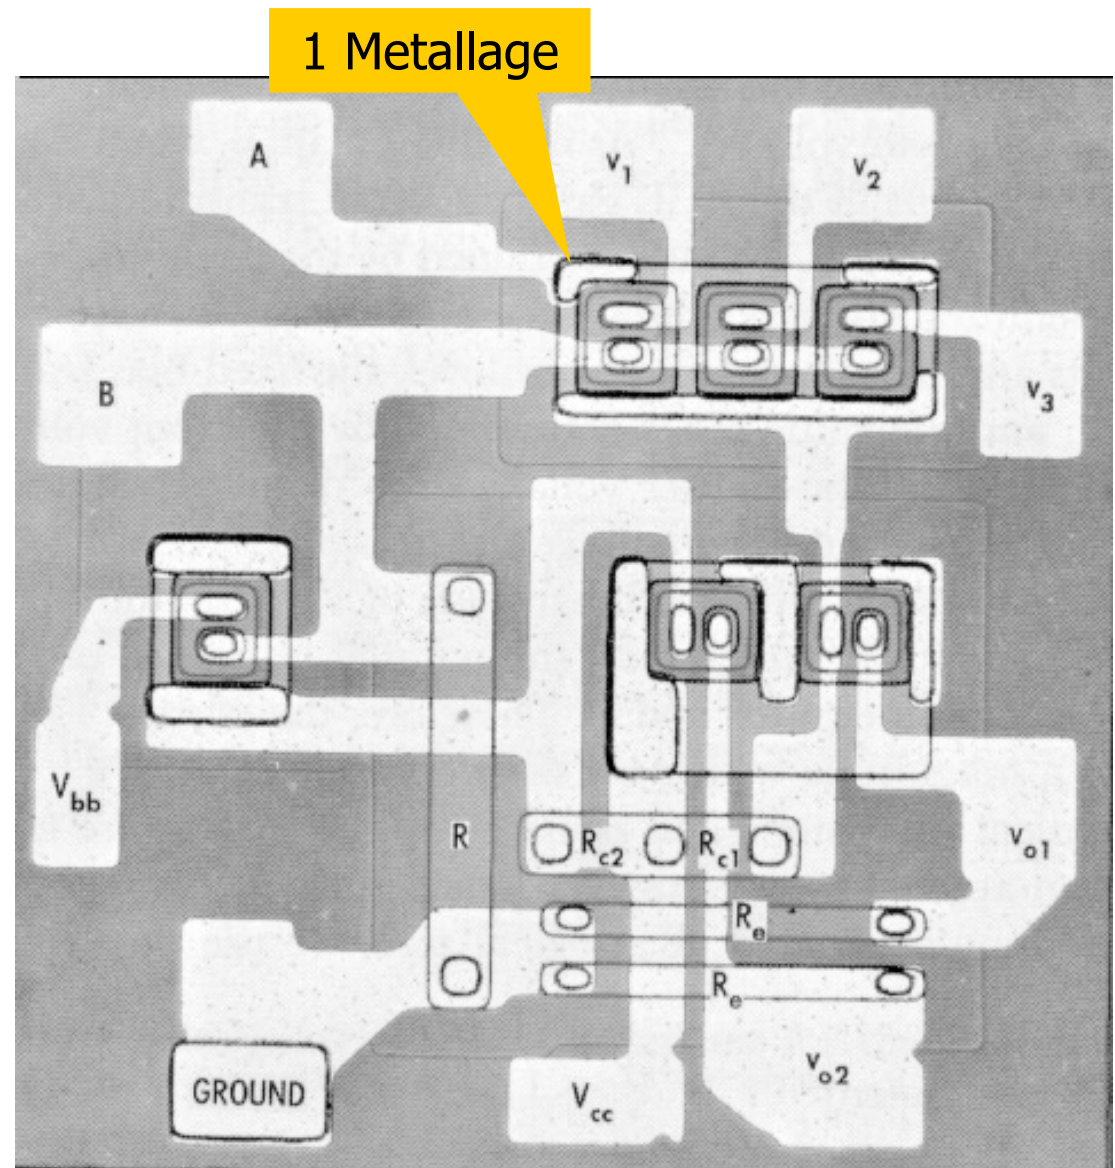 1 Metallage
A
v1
v2
B
v3
Vbb
R
Rc2
Rc1
vo1
Re
Re
GROUND
Vcc
vo2